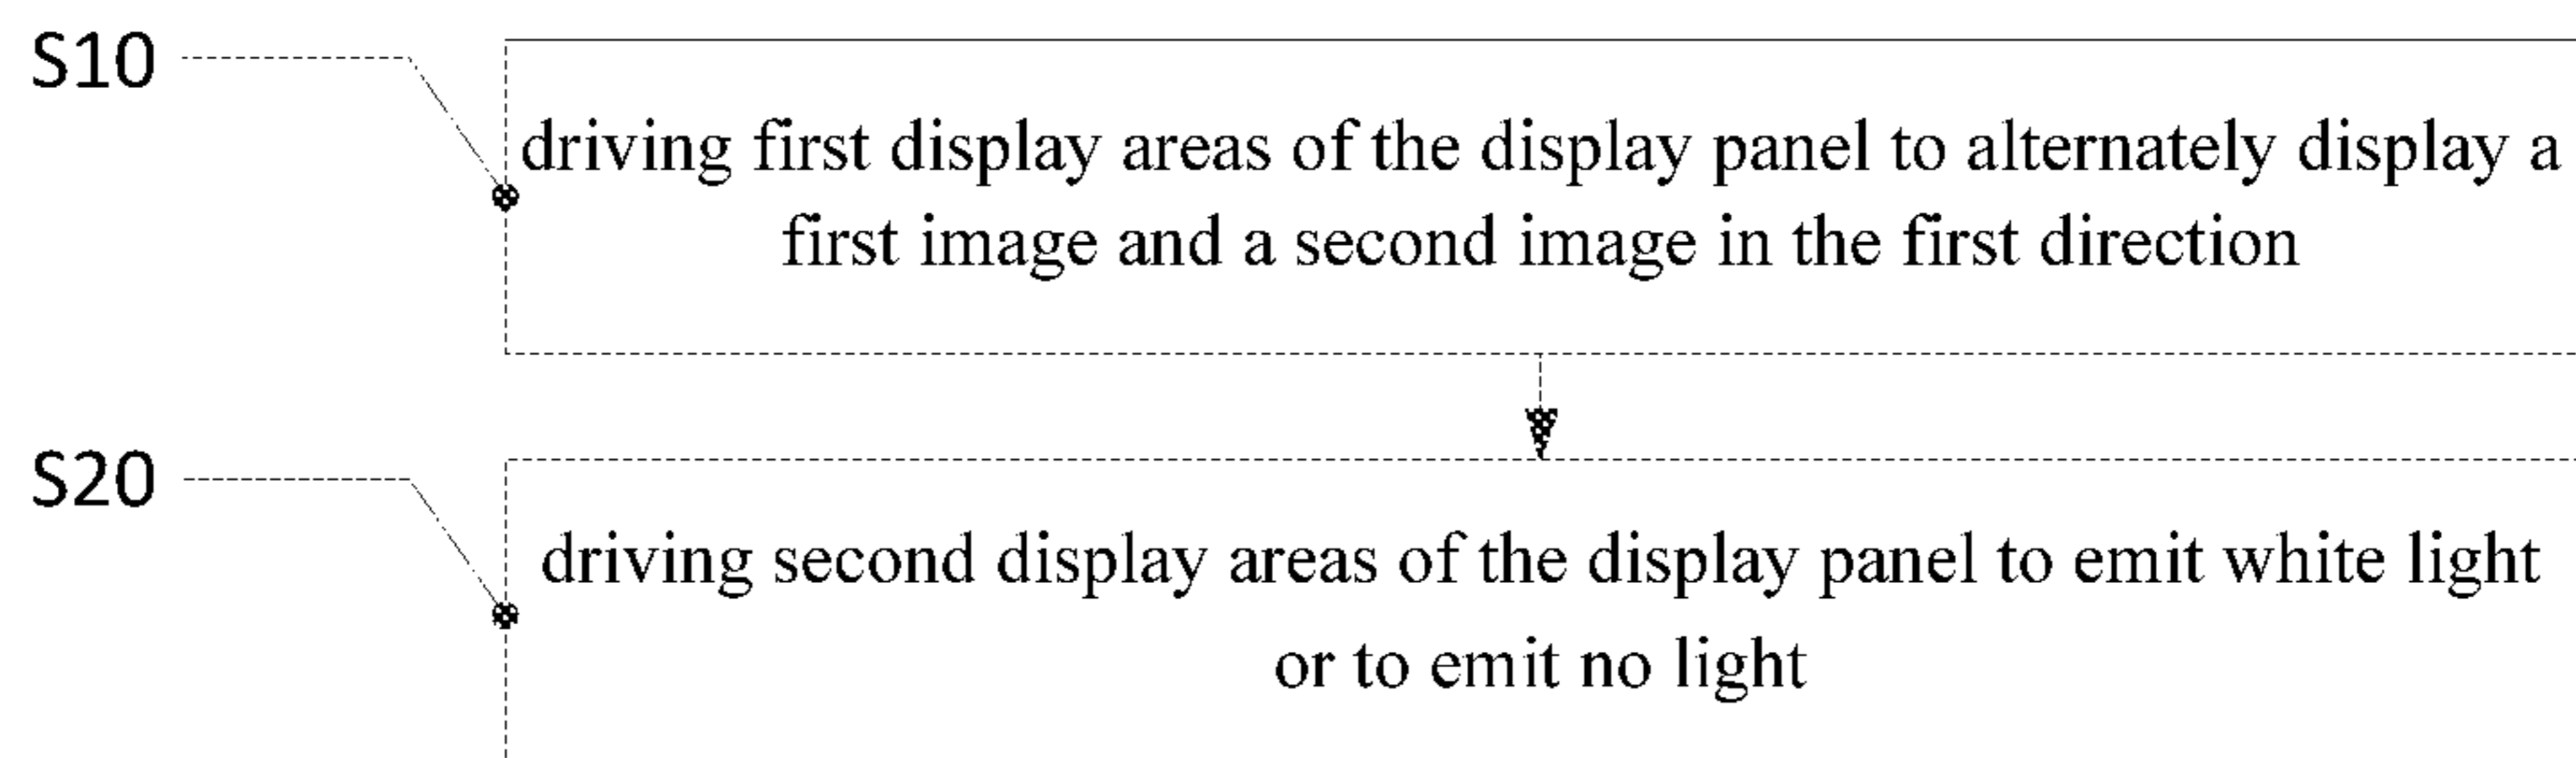 S10
driving first display areas of the display panel to alternately display a
first image and a second image in the first direction
S20
driving second display areas of the display panel to emit white light
or to emit no light